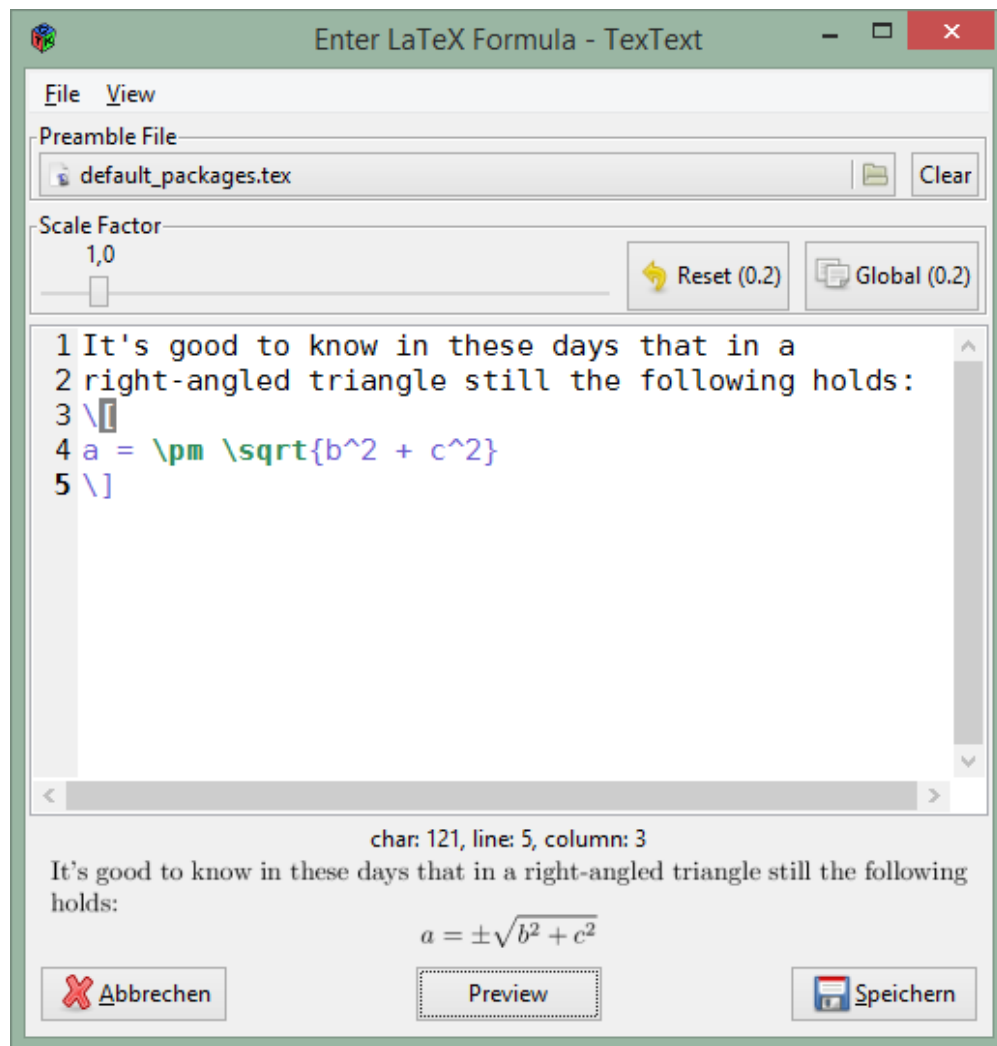 Enter LaTeX Formula - TexText
File View
Preamble File
default_packages.tex Clear
Scale Factor
1,0
Reset (0.2) Global (0.2)
1 It's good to know in these days that in a
2 right-angled triangle still the following holds:
3 \[
4 a = \pm \sqrt{b^2 + c^2}
5 \]
char: 121, line: 5, column: 3
It's good to know in these days that in a right-angled triangle still the following
holds:
a = ±√b² + c²
Abbrechen Preview Speichern